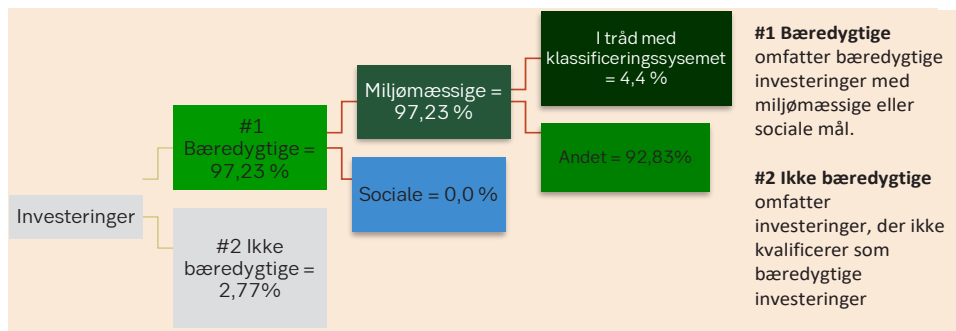 Investeringer
#1
Bæredygtige =
97,23 %
#2 Ikke
bæredygtige =
2,77%
Miljømæssige =
97,23 %
Sociale = 0,0 %
I tråd med
klassificeringssysemet
= 4,4 %
Andet = 92,83%
#1 Bæredygtige
omfatter bæredygtige
investeringer med
miljømæssige eller
sociale mål.
#2 Ikke bæredygtige
omfatter
investeringer, der ikke
kvalificerer som
bæredygtige
investeringer